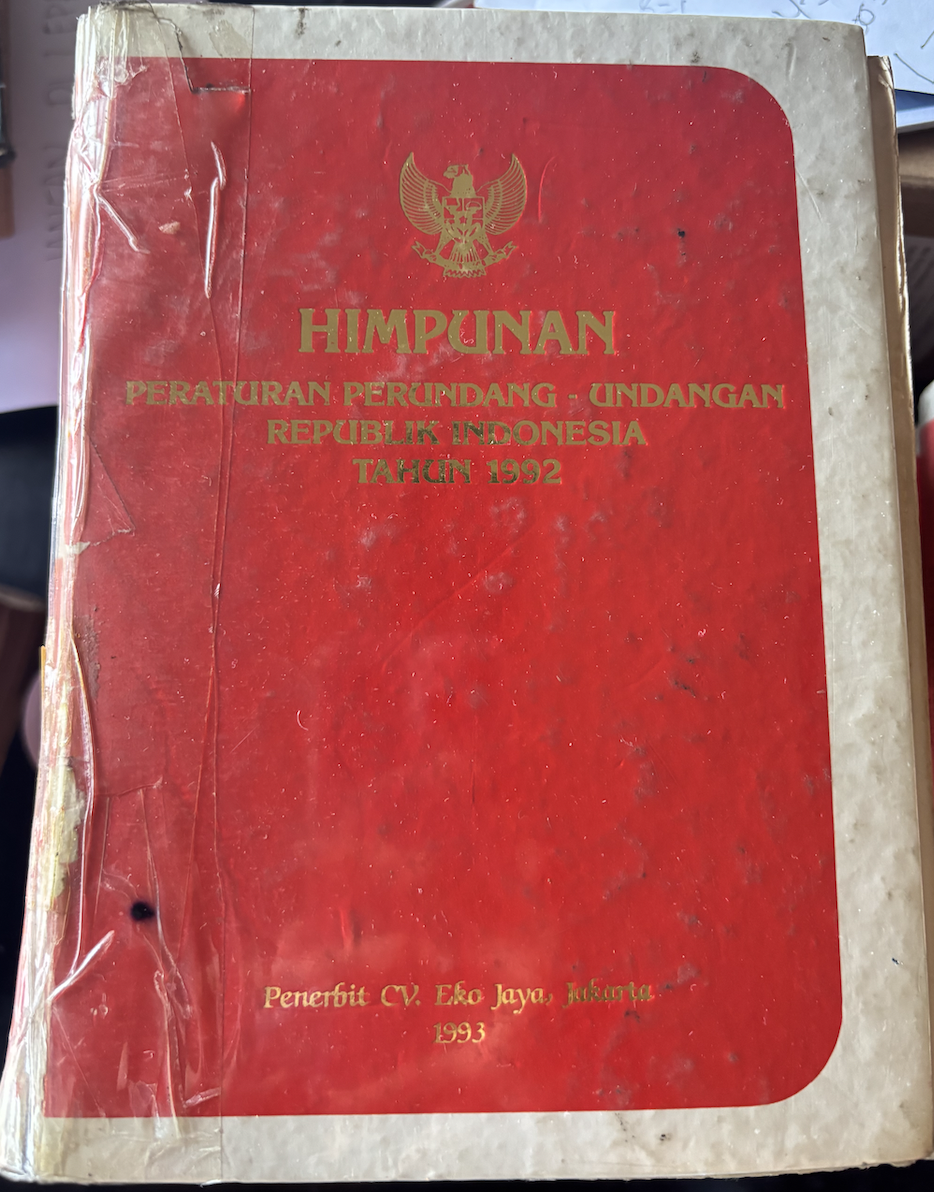 HIMPUNAN
PERATURAN PERUNDANG - UNDANGAN
REPUBLIK INDONESIA
TAHUN 1992
Penerbit CV. Eko Jaya, Jakarta
1993